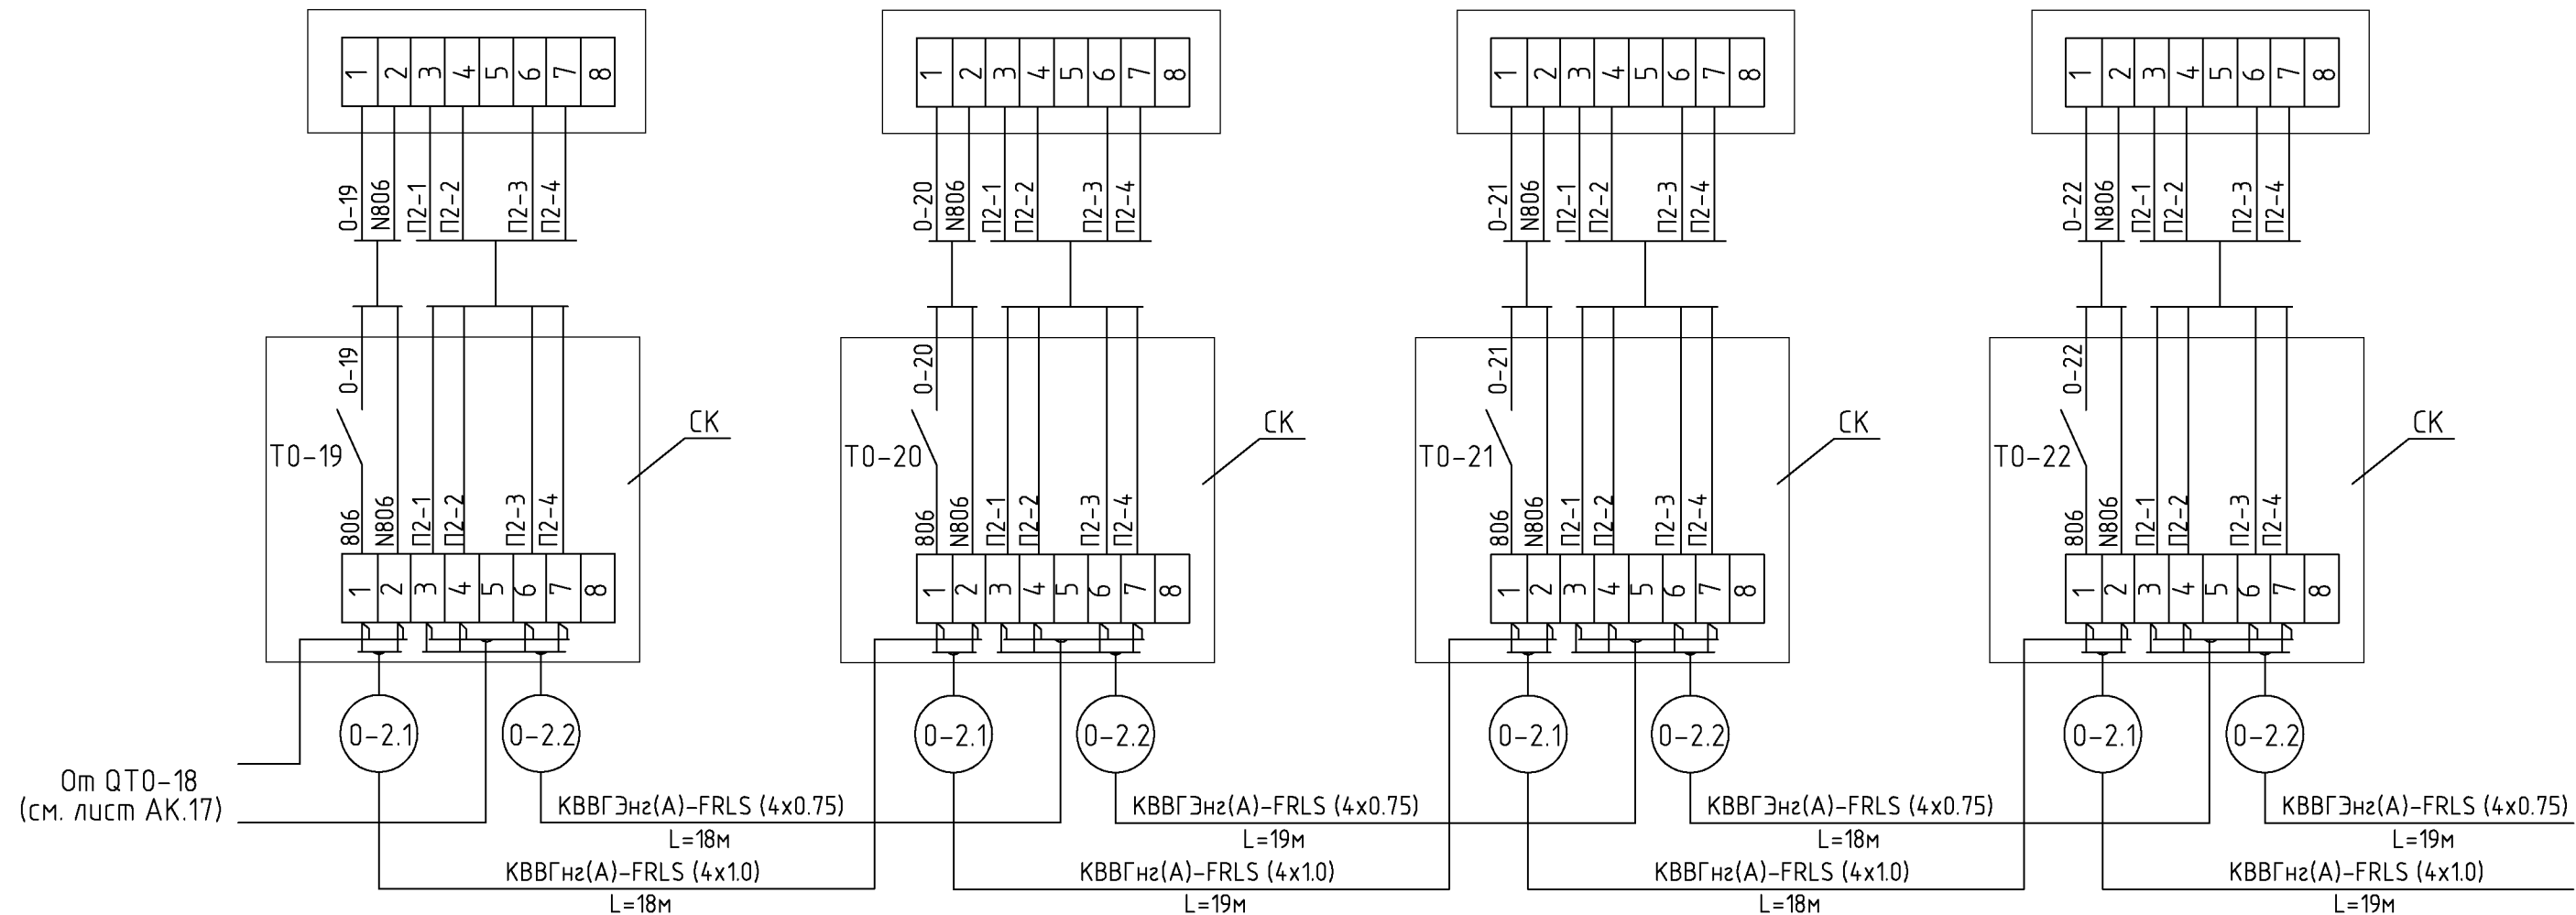 1 2 3 4 5 6 7 8
1 2 3 4 5 6 7 8
1 2 3 4 5 6 7 8
1 2 3 4 5 6 7 8
0-19 N806 П2-1 П2-2 П2-3 П2-4
0-20 N806 П2-1 П2-2 П2-3 П2-4
0-21 N806 П2-1 П2-2 П2-3 П2-4
0-22 N806 П2-1 П2-2 П2-3 П2-4
0-19
0-20
0-21
0-22
ТО-19
СК
ТО-20
СК
ТО-21
СК
ТО-22
СК
806 N806 П2-1 П2-2 П2-3 П2-4
806 N806 П2-1 П2-2 П2-3 П2-4
806 N806 П2-1 П2-2 П2-3 П2-4
806 N806 П2-1 П2-2 П2-3 П2-4
1 2 3 4 5 6 7 8
1 2 3 4 5 6 7 8
1 2 3 4 5 6 7 8
1 2 3 4 5 6 7 8
0-2.1
0-2.2
0-2.1
0-2.2
0-2.1
0-2.2
0-2.1
0-2.2
От QTO-18
(см. лист АК.17)
КВВГЭнг(А)-FRLS (4х0.75)
L=18м
КВВГЭнг(А)-FRLS (4х0.75)
L=19м
КВВГЭнг(А)-FRLS (4х0.75)
L=18м
КВВГЭнг(А)-FRLS (4х0.75)
L=19м
КВВГнг(А)-FRLS (4х1.0)
L=18м
КВВГнг(А)-FRLS (4х1.0)
L=19м
КВВГнг(А)-FRLS (4х1.0)
L=18м
КВВГнг(А)-FRLS (4х1.0)
L=19м